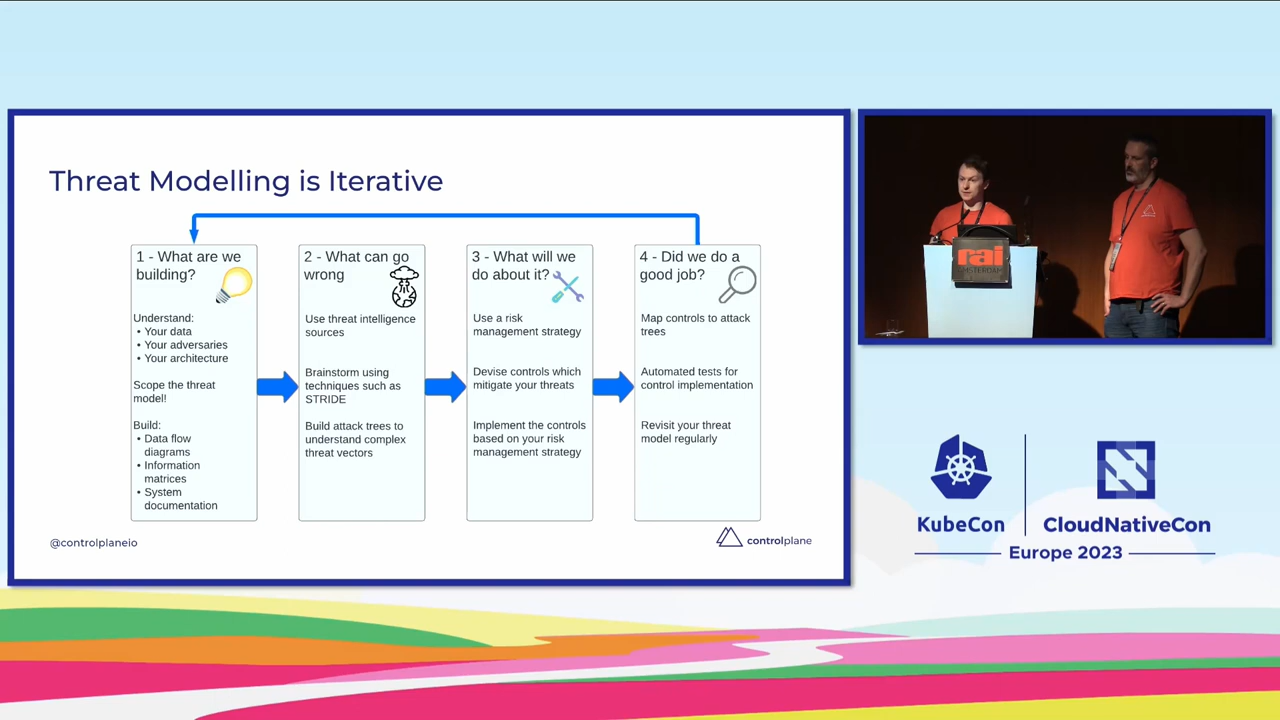 Threat Modelling is Iterative
1 - What are we
building?
Understand:
• Your data
• Your adversaries
• Your architecture
Scope the threat
model!
Build:
• Data flow
diagrams
• Information
matrices
• System
documentation
2 - What can go
wrong
Use threat intelligence
sources
Brainstorm using
techniques such as
STRIDE
Build attack trees to
understand complex
threat vectors
3 - What will we
do about it?
Use a risk
management strategy
Devise controls which
mitigate your threats
Implement the controls
based on your risk
management strategy
4 - Did we do a
good job?
Map controls to attack
trees
Automated tests for
control implementation
Revisit your threat
model regularly
@controlplaneio
controlplane
rai
AMSTERDAM
KubeCon
CloudNativeCon
Europe 2023